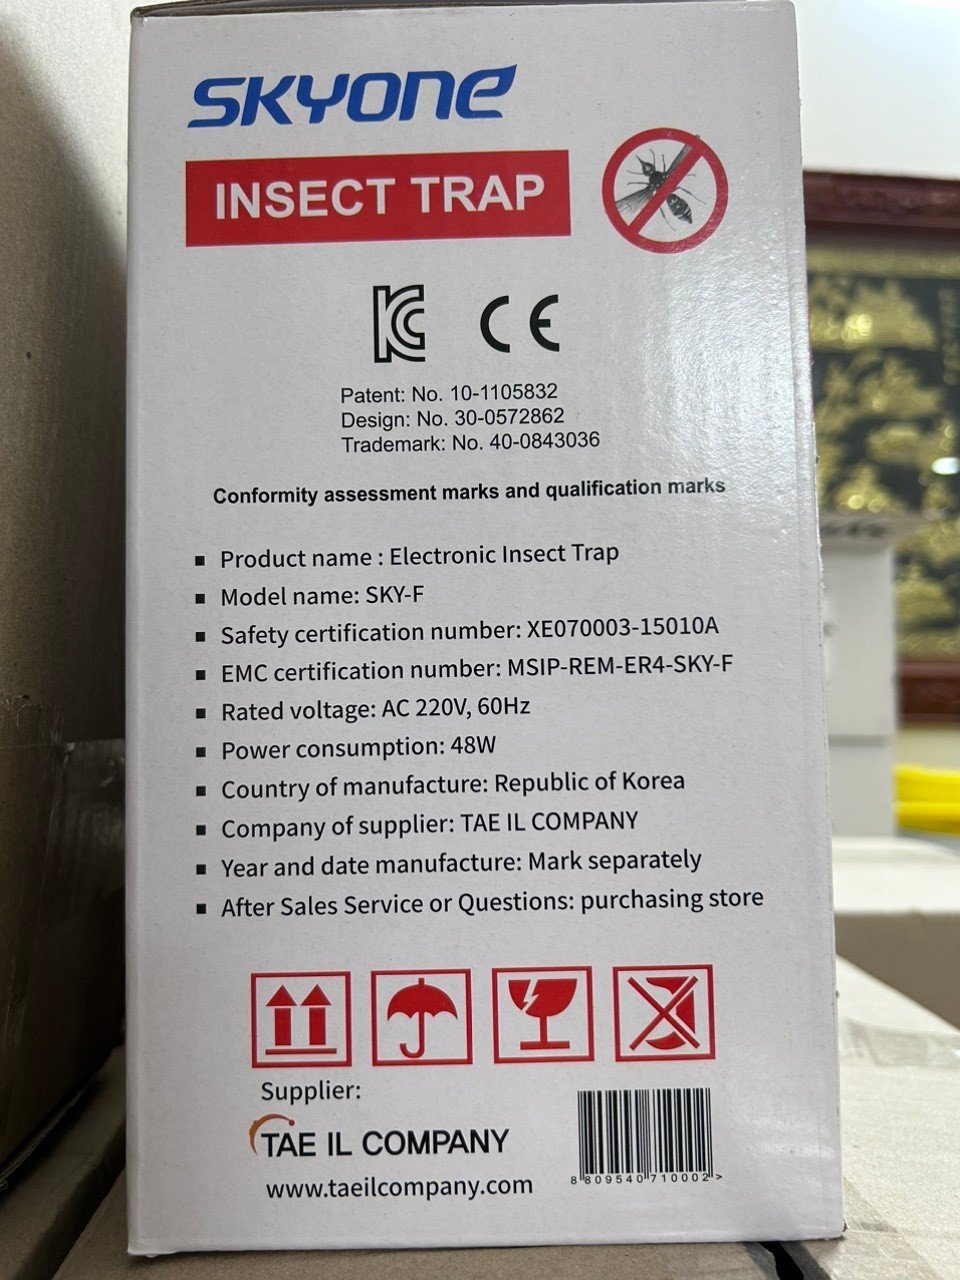 SKYONE
INSECT TRAP
KC CE
Patent: No. 10-1105832
Design: No. 30-0572862
Trademark: No. 40-0843036
Conformity assessment marks and qualification marks
▪ Product name : Electronic Insect Trap
▪ Model name: SKY-F
▪ Safety certification number: XE070003-15010A
▪ EMC certification number: MSIP-REM-ER4-SKY-F
▪ Rated voltage: AC 220V, 60Hz
▪ Power consumption: 48W
▪ Country of manufacture: Republic of Korea
▪ Company of supplier: TAE IL COMPANY
▪ Year and date manufacture: Mark separately
▪ After Sales Service or Questions: purchasing store
Supplier:
TAE IL COMPANY
www.taeilcompany.com
8 809540 710002 >